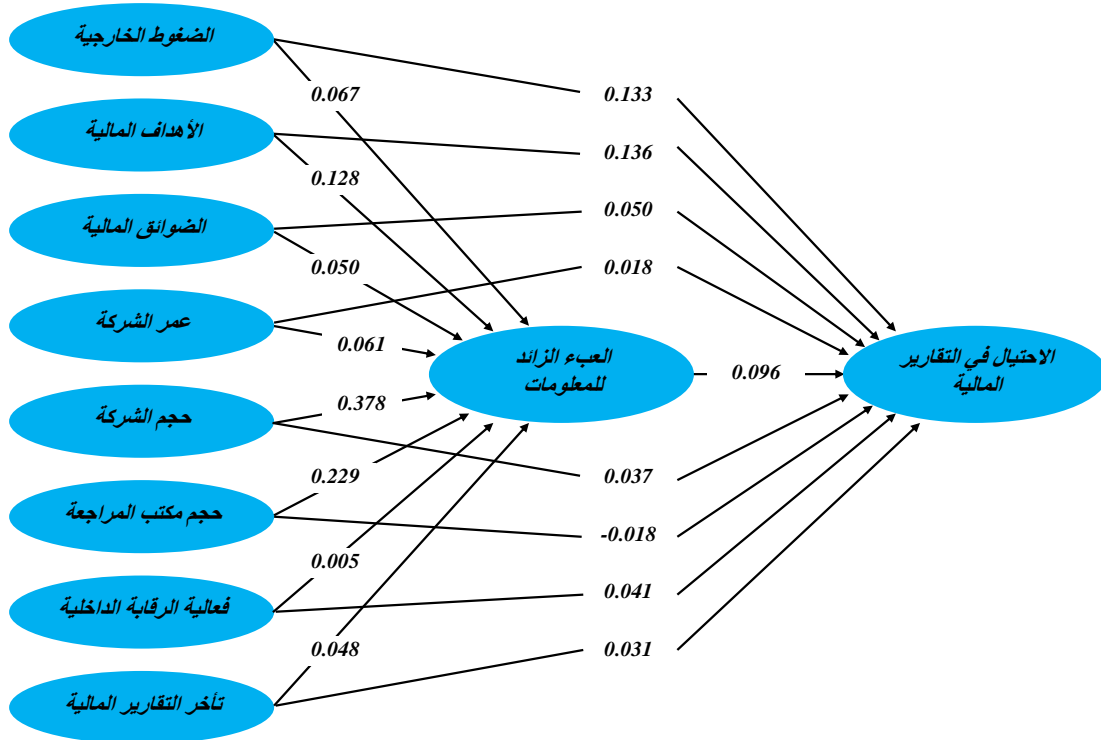 الضغوط الخارجية
0.067
0.133
الأهداف المالية
0.136
0.128
الضوائق المالية
0.050
0.050
0.018
عمر الشركة
0.061
العبء الزائد
للمعلومات
0.096
الاحتيال في التقارير
المالية
حجم الشركة
0.378
0.037
0.229
حجم مكتب المراجعة
-0.018
0.005
فعالية الرقابة الداخلية
0.041
0.048
0.031
تأخر التقارير المالية